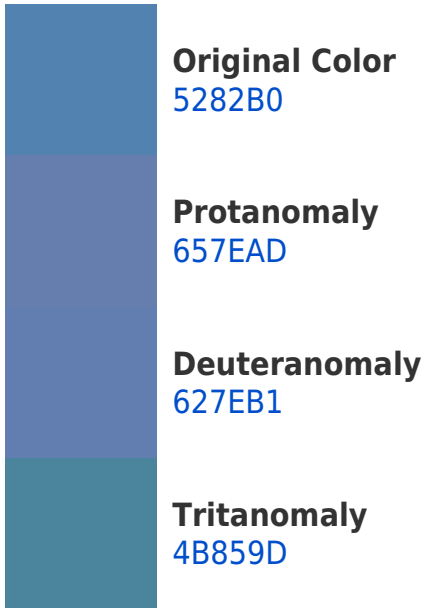 Original Color
5282B0
Protanomaly
657EAD
Deuteranomaly
627EB1
Tritanomaly
4B859D